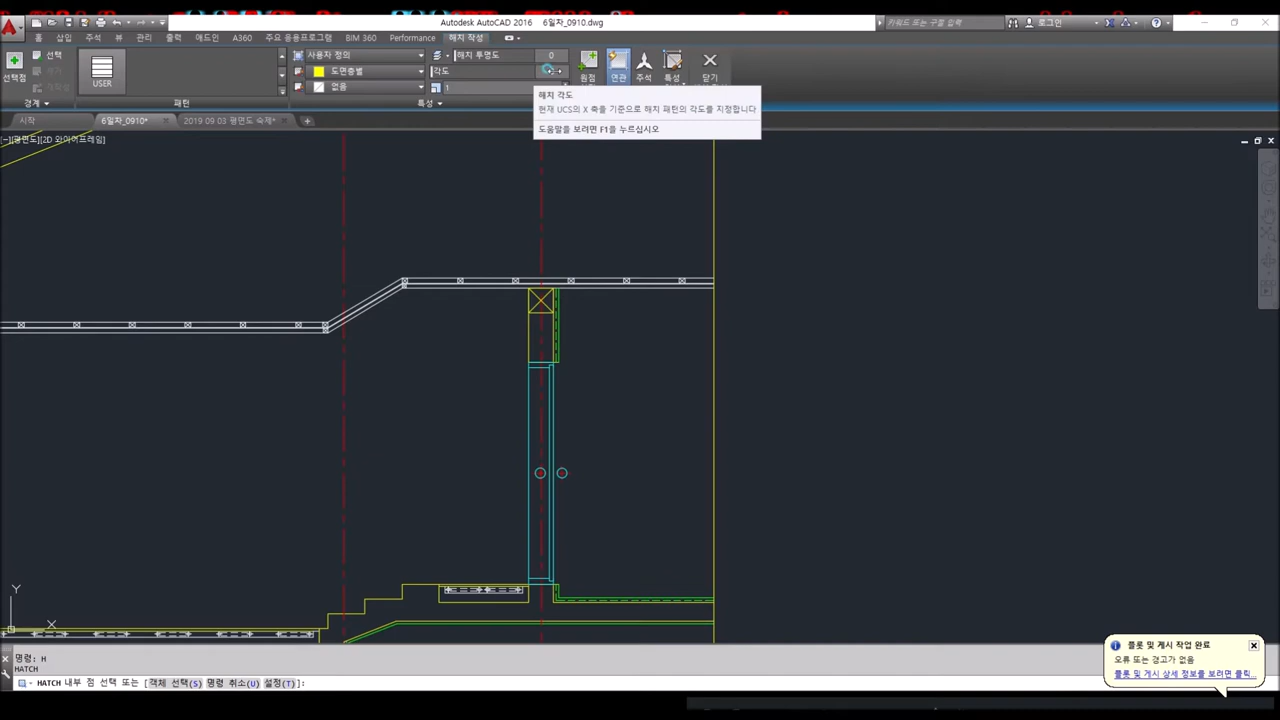 Autodesk AutoCAD 2016 6일차_0910.dwg
키워드 또는 구절 입력
로그인
홈 삽입 주석 뷰 관리 출력 애드인 A360 주요 응용프로그램 BIM 360 Performance 해치 작성
선택
사용자 정의
해치 투명도 0
선택점
USER
도면층별
각도
원점 연관 주석 특성 닫기
없음
1
경계 패턴 특성
해치 각도
현재 UCS의 X 축을 기준으로 해치 패턴의 각도를 지정합니다
도움말을 보려면 F1을 누르십시오
시작 6일차_0910* 2019 09 03 평면도 숙제*
[−][평면도][2D 와이어프레임]
Y
X
플롯 및 게시 작업 완료
오류 또는 경고가 없음
플롯 및 게시 상세 정보를 보려면 클릭...
명령: H
HATCH
HATCH 내부 점 선택 또는 [객체 선택(S) 명령 취소(U) 설정(T)]: